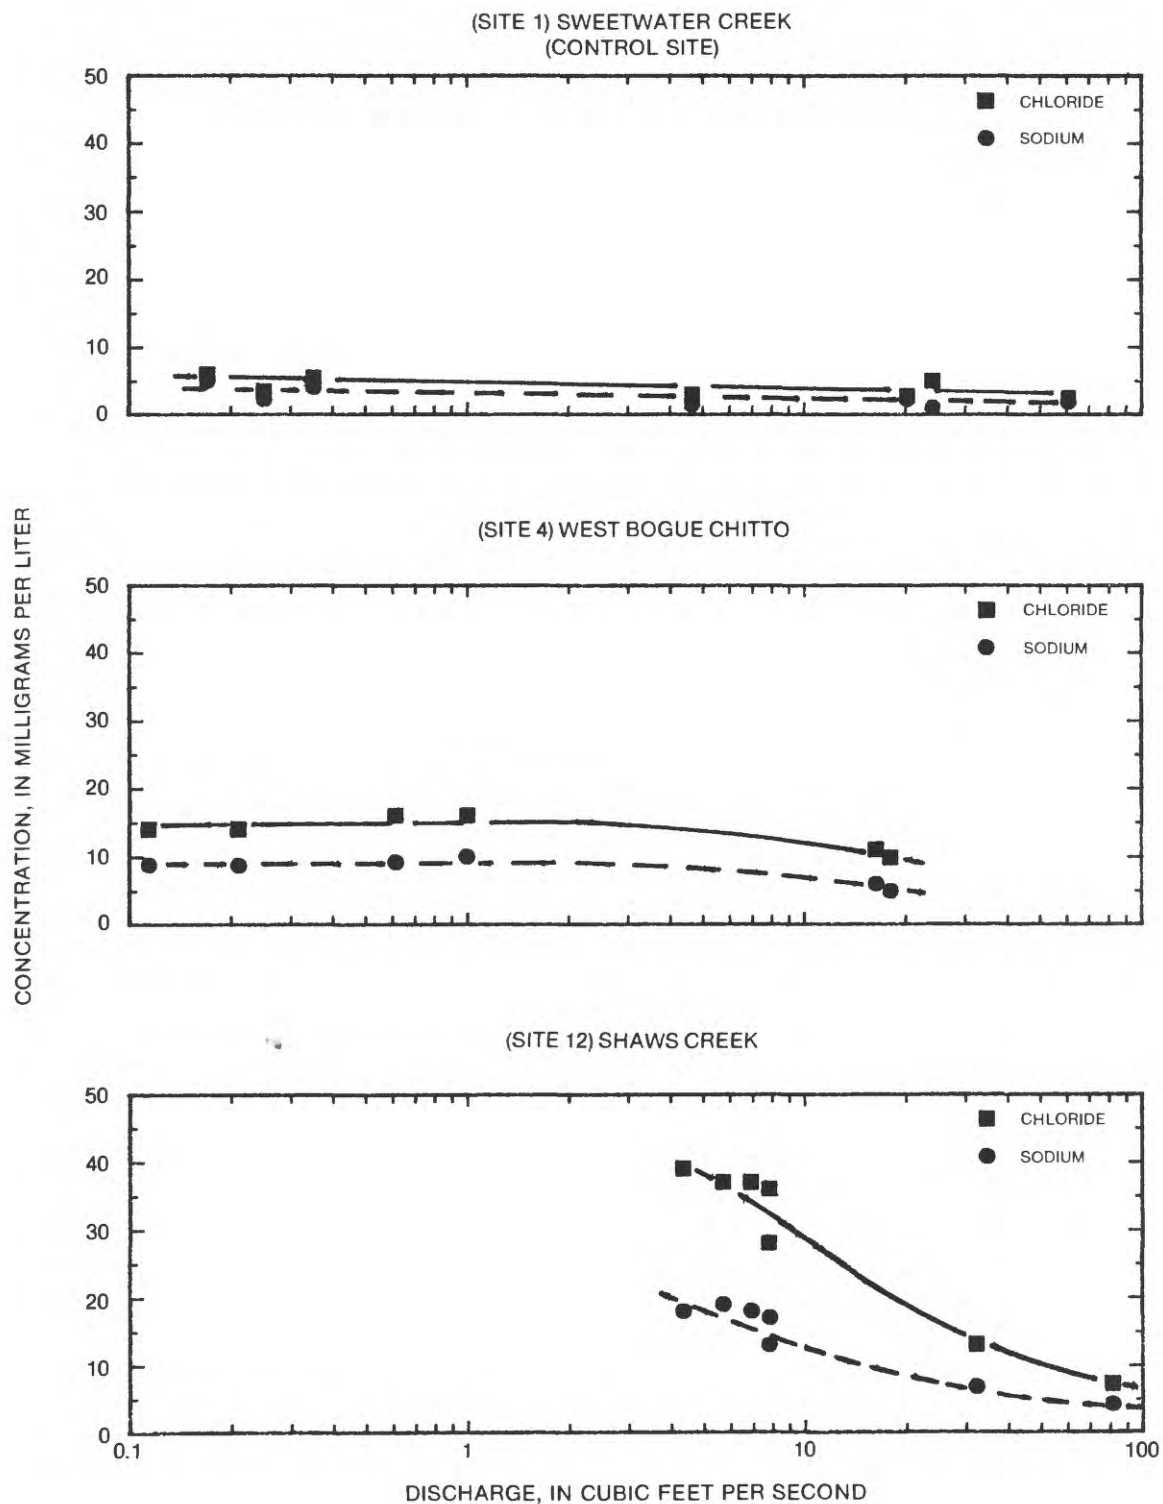 (SITE 1) SWEETWATER CREEK
(CONTROL SITE)
50
40
30
20
10
0
CHLORIDE
SODIUM
CONCENTRATION, IN MILLIGRAMS PER LITER
(SITE 4) WEST BOGUE CHITTO
50
40
30
20
10
0
CHLORIDE
SODIUM
(SITE 12) SHAWS CREEK
50
40
30
20
10
0
CHLORIDE
SODIUM
0.1 1 10 100
DISCHARGE, IN CUBIC FEET PER SECOND